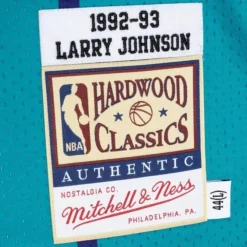 1992-93
LARRY JOHNSON
HARDWOOD
NBA
CLASSICS
AUTHENTIC
NOSTALGIA CO.
Mitchell & Ness
PHILADELPHIA, PA.
44(L)